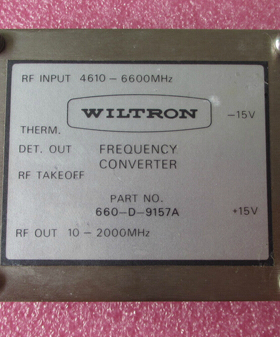 RF INPUT 4610-6600MHz
WILTRON
-15V
THERM.
DET. OUT FREQUENCY
CONVERTER
RF TAKEOFF
PART NO.
660-D-9157A +15V
RF OUT 10-2000MHz